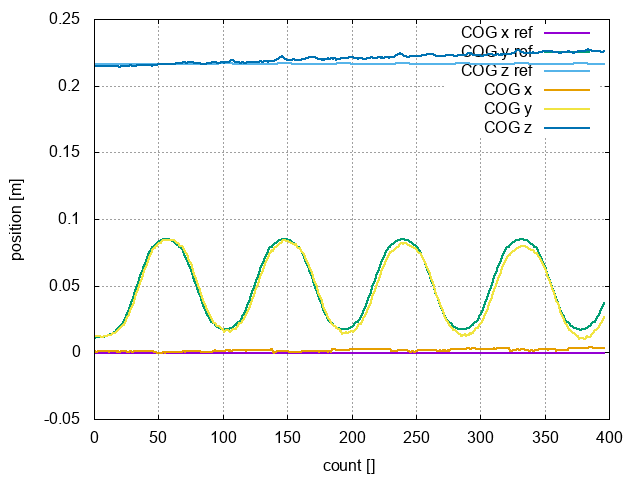 0.25
0.2
0.15
0.1
0.05
0
-0.05
position [m]
COG x ref
COG y ref
COG z ref
COG x
COG y
COG z
0 50 100 150 200 250 300 350 400
count []